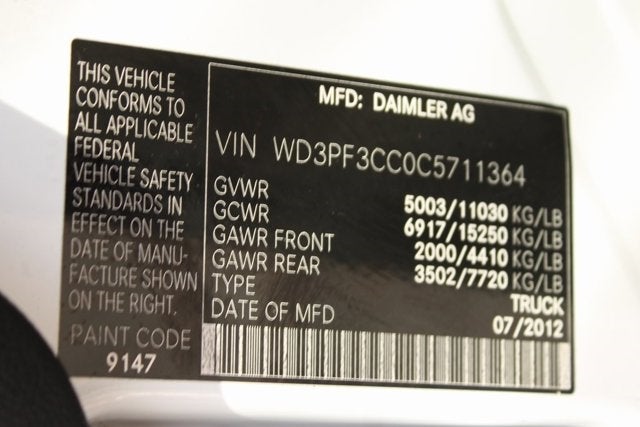 THIS VEHICLE
CONFORMS TO
ALL APPLICABLE
FEDERAL
VEHICLE SAFETY
STANDARDS IN
EFFECT ON THE
DATE OF MANU-
FACTURE SHOWN
ON THE RIGHT.
PAINT CODE
9147
MFD: DAIMLER AG
VIN WD3PF3CC0C5711364
GVWR 5003/11030 KG/LB
GCWR 6917/15250 KG/LB
GAWR FRONT 2000/4410 KG/LB
GAWR REAR 3502/7720 KG/LB
TYPE TRUCK
DATE OF MFD 07/2012